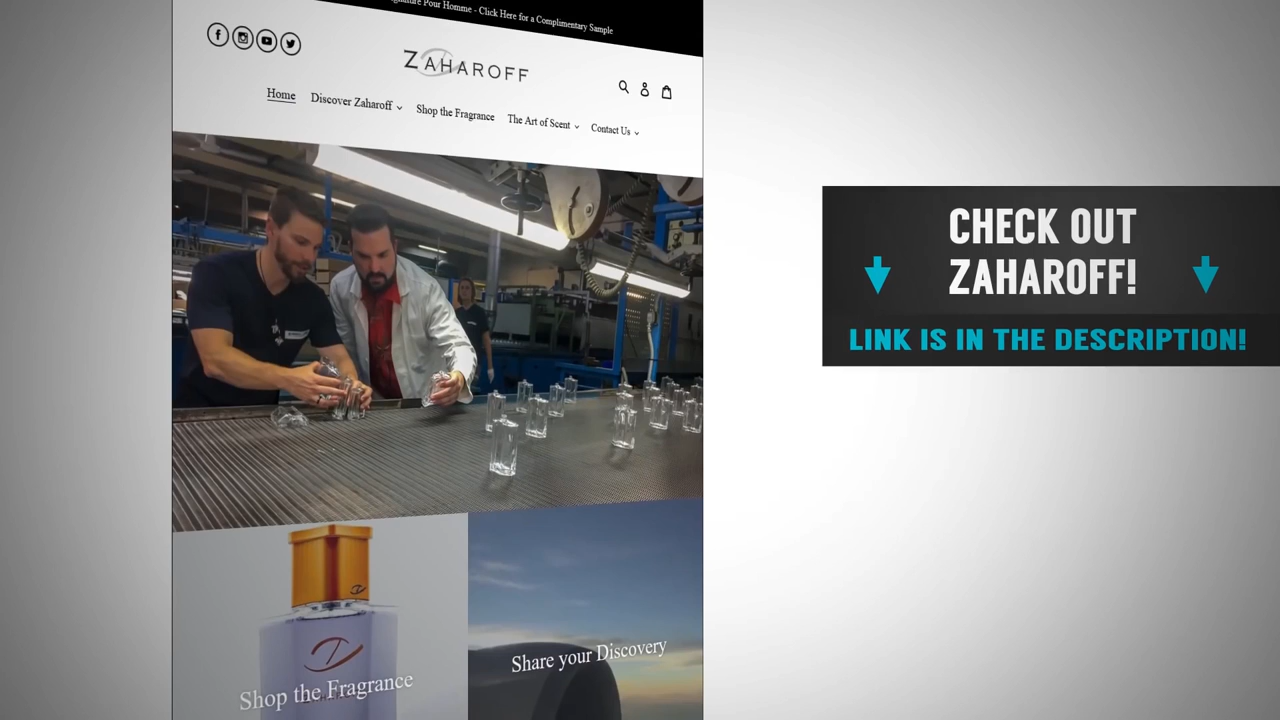 Pour Homme - Click Here for a Complimentary Sample
ZAHAROFF
Home
Discover Zaharoff
Shop the Fragrance
The Art of Scent
Contact Us
CHECK OUT
ZAHAROFF!
LINK IS IN THE DESCRIPTION!
Share your Discovery
Shop the Fragrance